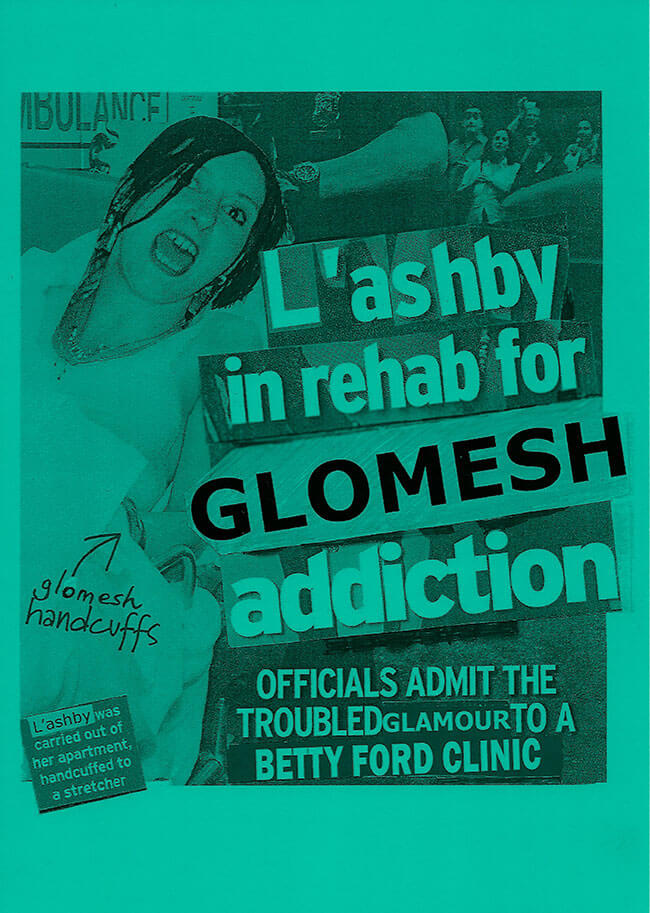 MBULANCE
L'ashby
in rehab for
GLOMESH
addiction
glomesh
handcuffs
OFFICIALS ADMIT THE
TROUBLED GLAMOUR TO A
BETTY FORD CLINIC
L'ashby was
carried out of
her apartment,
handcuffed to
a stretcher